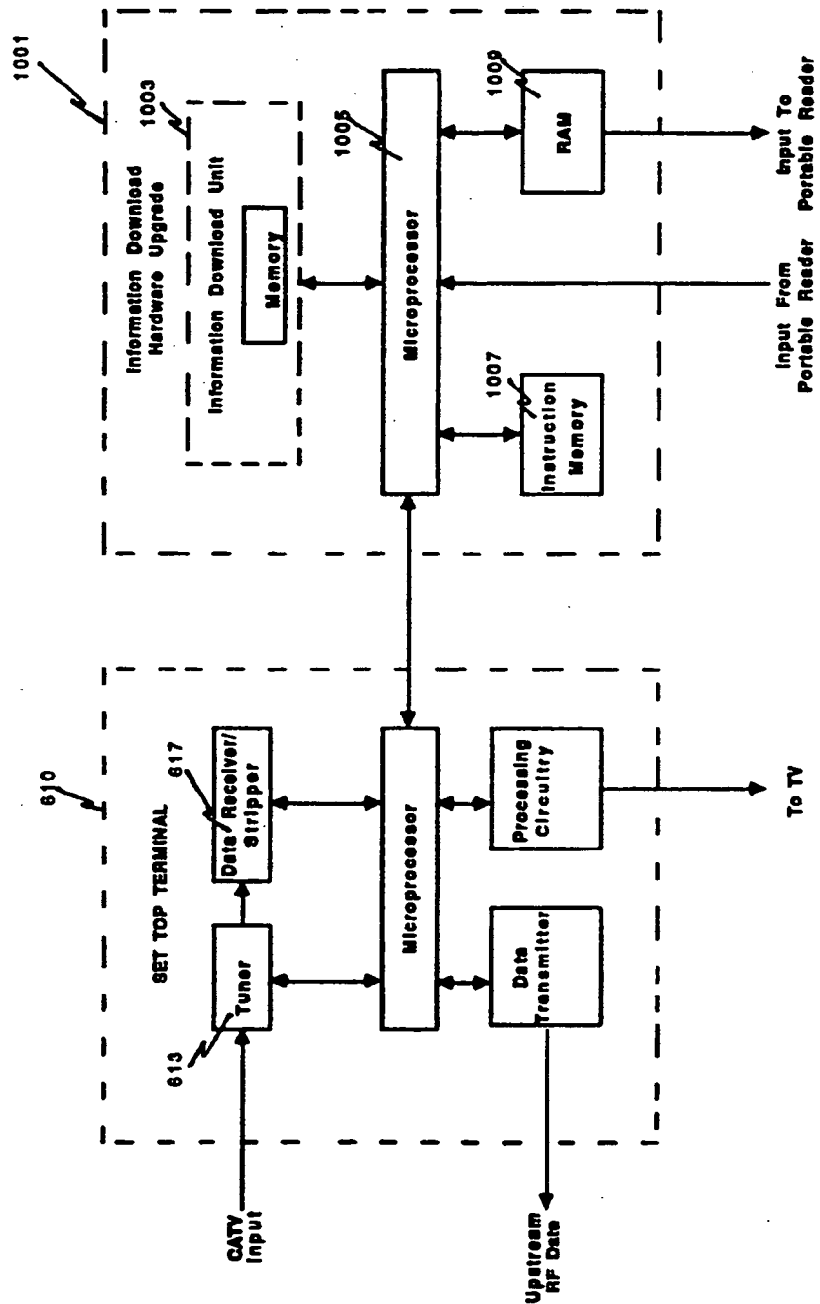 610
SET TOP TERMINAL
613
617
Tuner
Data Receiver/
Stripper
CATV
Input
Microprocessor
Data
Transmitter
Processing
Circuitry
Upstream
RF Data
To TV
1001
Information Download
Hardware Upgrade
1003
Information Download Unit
Memory
1005
Microprocessor
1007
Instruction
Memory
1009
RAM
Input From
Portable Reader
Input To
Portable Reader